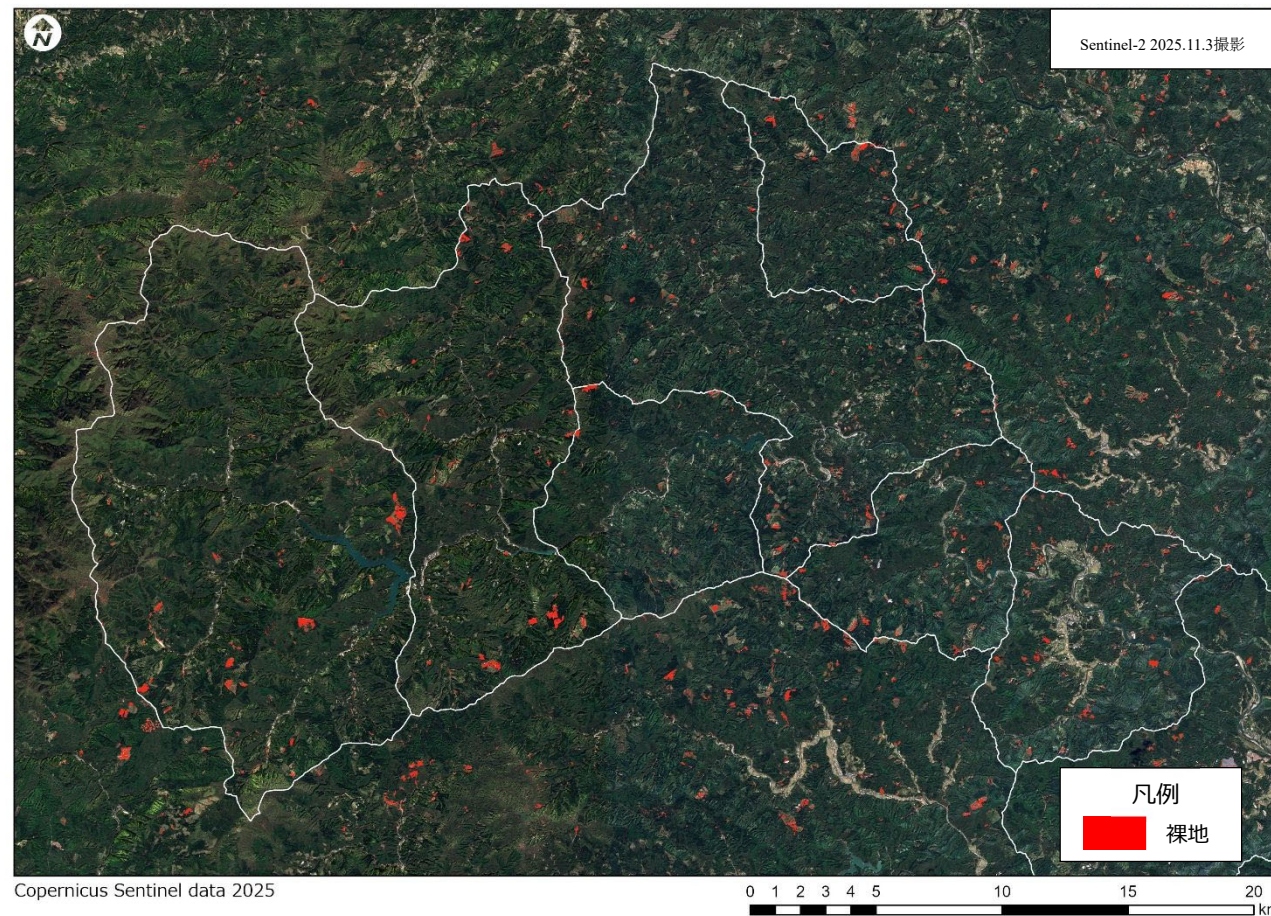 N
Sentinel-2 2025.11.3撮影
凡例
裸地
Copernicus Sentinel data 2025
0 1 2 3 4 5 10 15 20
km